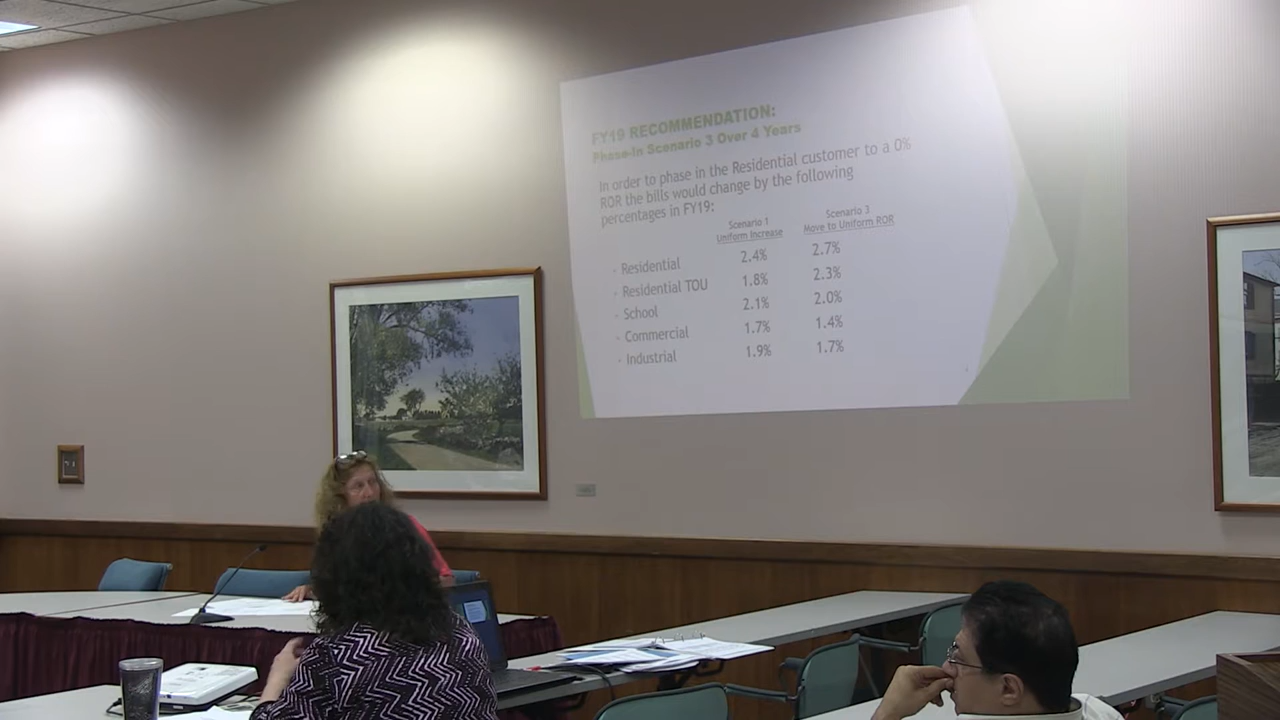 FY19 RECOMMENDATION:
Phase-In Scenario 3 Over 4 Years
In order to phase in the Residential customer to a 0%
ROR the bills would change by the following
percentages in FY19:
Scenario 1 Scenario 3
Uniform Increase Move to Uniform ROR
- Residential 2.4% 2.7%
- Residential TOU 1.8% 2.3%
- School 2.1% 2.0%
- Commercial 1.7% 1.4%
- Industrial 1.9% 1.7%